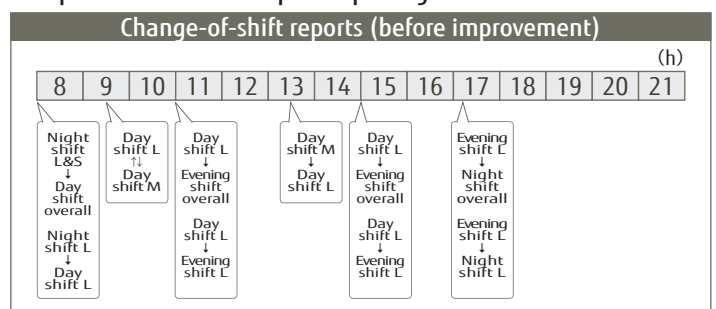 Change-of-shift reports (before improvement)
(h)
8 9 10 11 12 13 14 15 16 17 18 19 20 21
Night
shift
L&S
↓
Day
shift
overall
Night
shift L
↓
Day
shift L
Day
shift L
↑↓
Day
shift M
Day
shift L
↓
Evening
shift
overall
Day
shift L
↓
Evening
shift L
Day
shift M
↓
Day
shift L
Day
shift L
↓
Evening
shift
overall
Day
shift L
↓
Evening
shift L
Evening
shift L
↓
Night
shift
overall
Evening
shift L
↓
Night
shift L